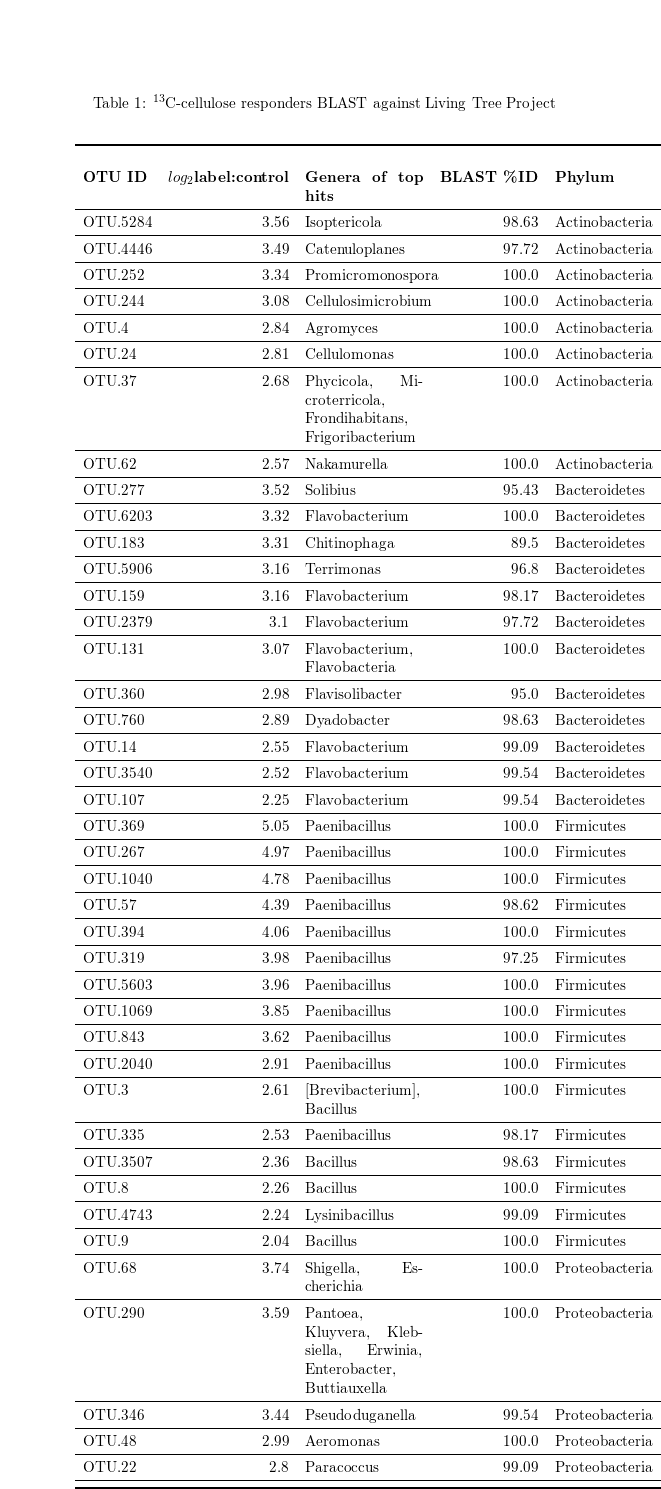 Table 1: ¹³C-cellulose responders BLAST against Living Tree Project
OTU ID log₂label:control Genera of top hits BLAST %ID Phylum
OTU.5284 3.56 Isoptericola 98.63 Actinobacteria
OTU.4446 3.49 Catenuloplanes 97.72 Actinobacteria
OTU.252 3.34 Promicromonospora 100.0 Actinobacteria
OTU.244 3.08 Cellulosimicrobium 100.0 Actinobacteria
OTU.4 2.84 Agromyces 100.0 Actinobacteria
OTU.24 2.81 Cellulomonas 100.0 Actinobacteria
OTU.37 2.68 Phycicola, Mi- 100.0 Actinobacteria
croterricola,
Frondihabitans,
Frigoribacterium
OTU.62 2.57 Nakamurella 100.0 Actinobacteria
OTU.277 3.52 Solibius 95.43 Bacteroidetes
OTU.6203 3.32 Flavobacterium 100.0 Bacteroidetes
OTU.183 3.31 Chitinophaga 89.5 Bacteroidetes
OTU.5906 3.16 Terrimonas 96.8 Bacteroidetes
OTU.159 3.16 Flavobacterium 98.17 Bacteroidetes
OTU.2379 3.1 Flavobacterium 97.72 Bacteroidetes
OTU.131 3.07 Flavobacterium, 100.0 Bacteroidetes
Flavobacteria
OTU.360 2.98 Flavisolibacter 95.0 Bacteroidetes
OTU.760 2.89 Dyadobacter 98.63 Bacteroidetes
OTU.14 2.55 Flavobacterium 99.09 Bacteroidetes
OTU.3540 2.52 Flavobacterium 99.54 Bacteroidetes
OTU.107 2.25 Flavobacterium 99.54 Bacteroidetes
OTU.369 5.05 Paenibacillus 100.0 Firmicutes
OTU.267 4.97 Paenibacillus 100.0 Firmicutes
OTU.1040 4.78 Paenibacillus 100.0 Firmicutes
OTU.57 4.39 Paenibacillus 98.62 Firmicutes
OTU.394 4.06 Paenibacillus 100.0 Firmicutes
OTU.319 3.98 Paenibacillus 97.25 Firmicutes
OTU.5603 3.96 Paenibacillus 100.0 Firmicutes
OTU.1069 3.85 Paenibacillus 100.0 Firmicutes
OTU.843 3.62 Paenibacillus 100.0 Firmicutes
OTU.2040 2.91 Paenibacillus 100.0 Firmicutes
OTU.3 2.61 [Brevibacterium], 100.0 Firmicutes
Bacillus
OTU.335 2.53 Paenibacillus 98.17 Firmicutes
OTU.3507 2.36 Bacillus 98.63 Firmicutes
OTU.8 2.26 Bacillus 100.0 Firmicutes
OTU.4743 2.24 Lysinibacillus 99.09 Firmicutes
OTU.9 2.04 Bacillus 100.0 Firmicutes
OTU.68 3.74 Shigella, Es- 100.0 Proteobacteria
cherichia
OTU.290 3.59 Pantoea, 100.0 Proteobacteria
Kluyvera, Kleb-
siella, Erwinia,
Enterobacter,
Buttiauxella
OTU.346 3.44 Pseudoduganella 99.54 Proteobacteria
OTU.48 2.99 Aeromonas 100.0 Proteobacteria
OTU.22 2.8 Paracoccus 99.09 Proteobacteria